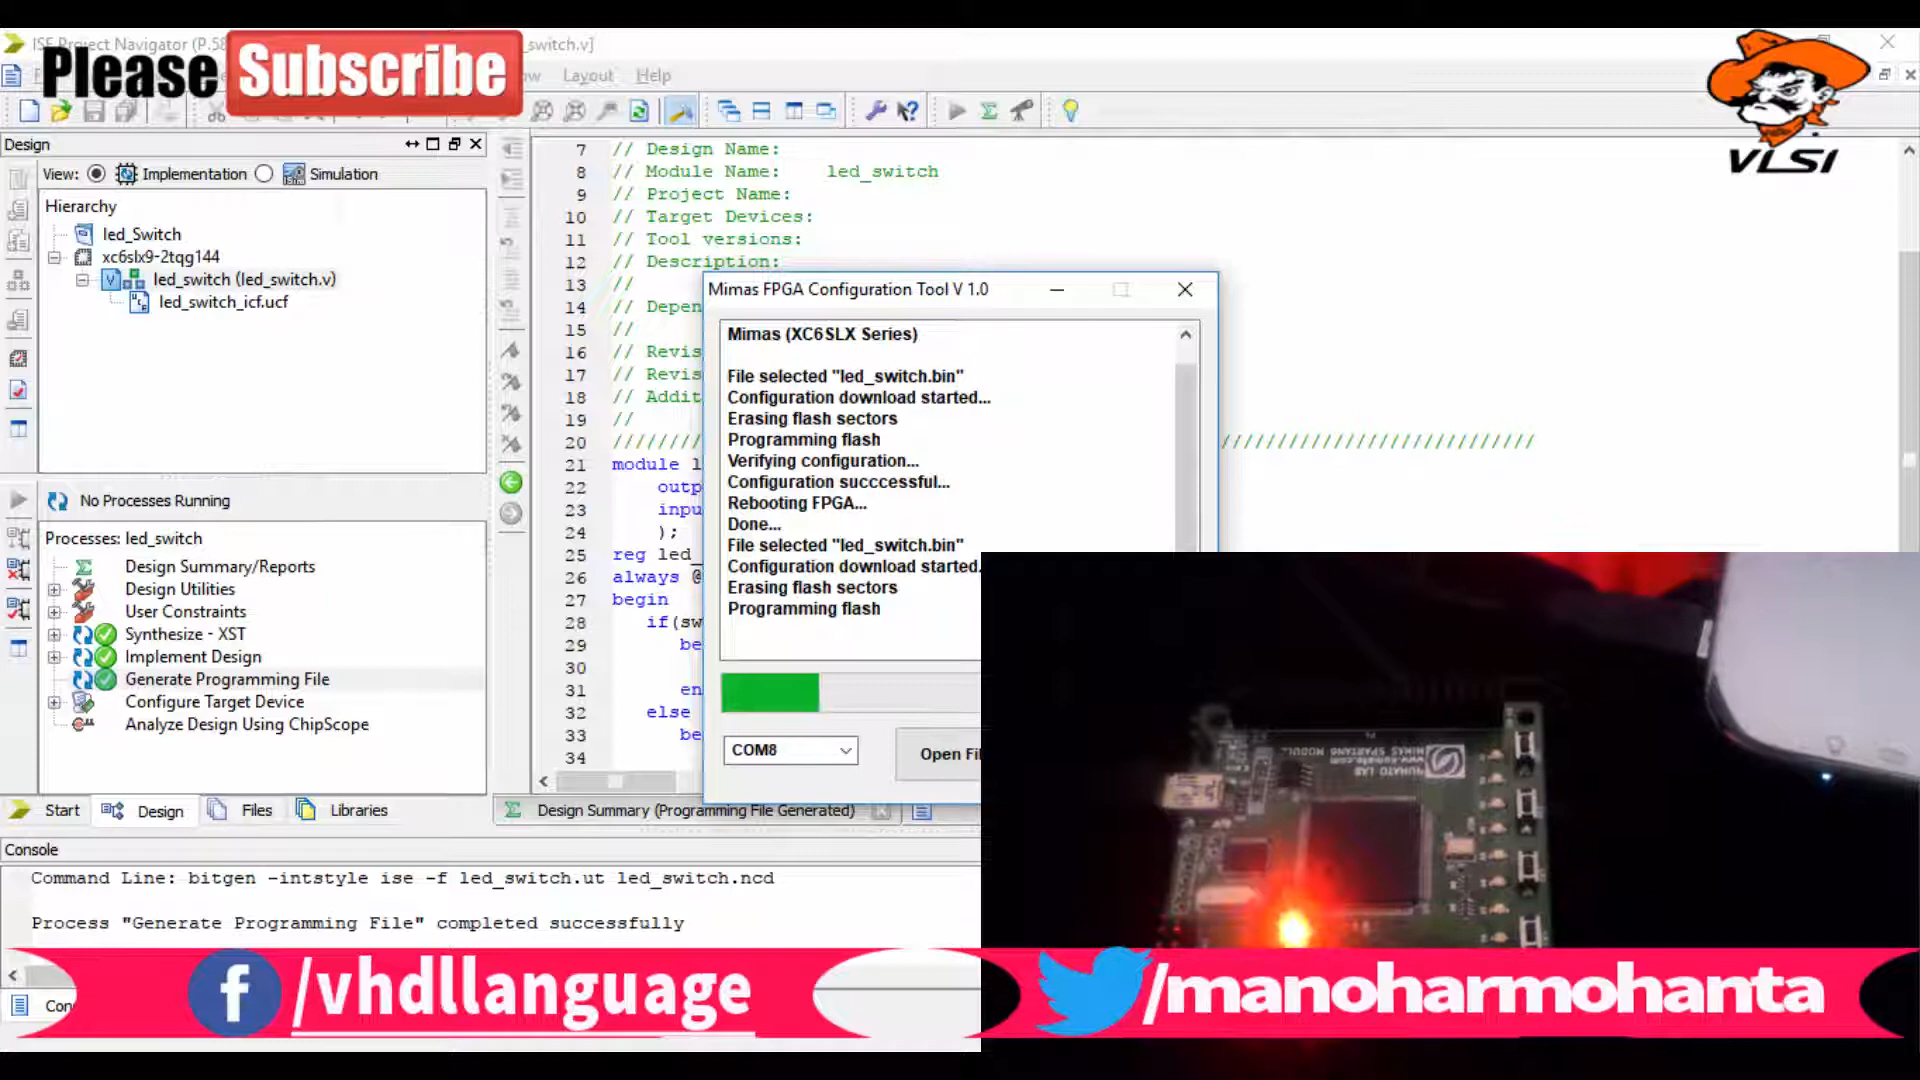 ISE Project Navigator (P.58
_switch.v]
Please Subscribe
Layout Help
VLSI
Design
View: Implementation Simulation
Hierarchy
led_Switch
xc6slx9-2tqg144
led_switch (led_switch.v)
led_switch_icf.ucf
No Processes Running
Processes: led_switch
Design Summary/Reports
Design Utilities
User Constraints
Synthesize - XST
Implement Design
Generate Programming File
Configure Target Device
Analyze Design Using ChipScope
Start Design Files Libraries
7 // Design Name:
8 // Module Name: led_switch
9 // Project Name:
10 // Target Devices:
11 // Tool versions:
12 // Description:
13 //
14 // Depen
15 //
16 // Revis
17 // Revis
18 // Addit
19 //
20 //////// ////////////////////////////
21 module l
22 outp
23 inpu
24 );
25 reg led_
26 always @
27 begin
28 if(sw
29 be
30
31 en
32 else
33 be
34
Design Summary (Programming File Generated)
Mimas FPGA Configuration Tool V 1.0
Mimas (XC6SLX Series)
File selected "led_switch.bin"
Configuration download started...
Erasing flash sectors
Programming flash
Verifying configuration...
Configuration succcessful...
Rebooting FPGA...
Done...
File selected "led_switch.bin"
Configuration download started.
Erasing flash sectors
Programming flash
COM8
Open Fil
Console
Command Line: bitgen -intstyle ise -f led_switch.ut led_switch.ncd
Process "Generate Programming File" completed successfully
Con
f /vhdllanguage
/manoharmohanta